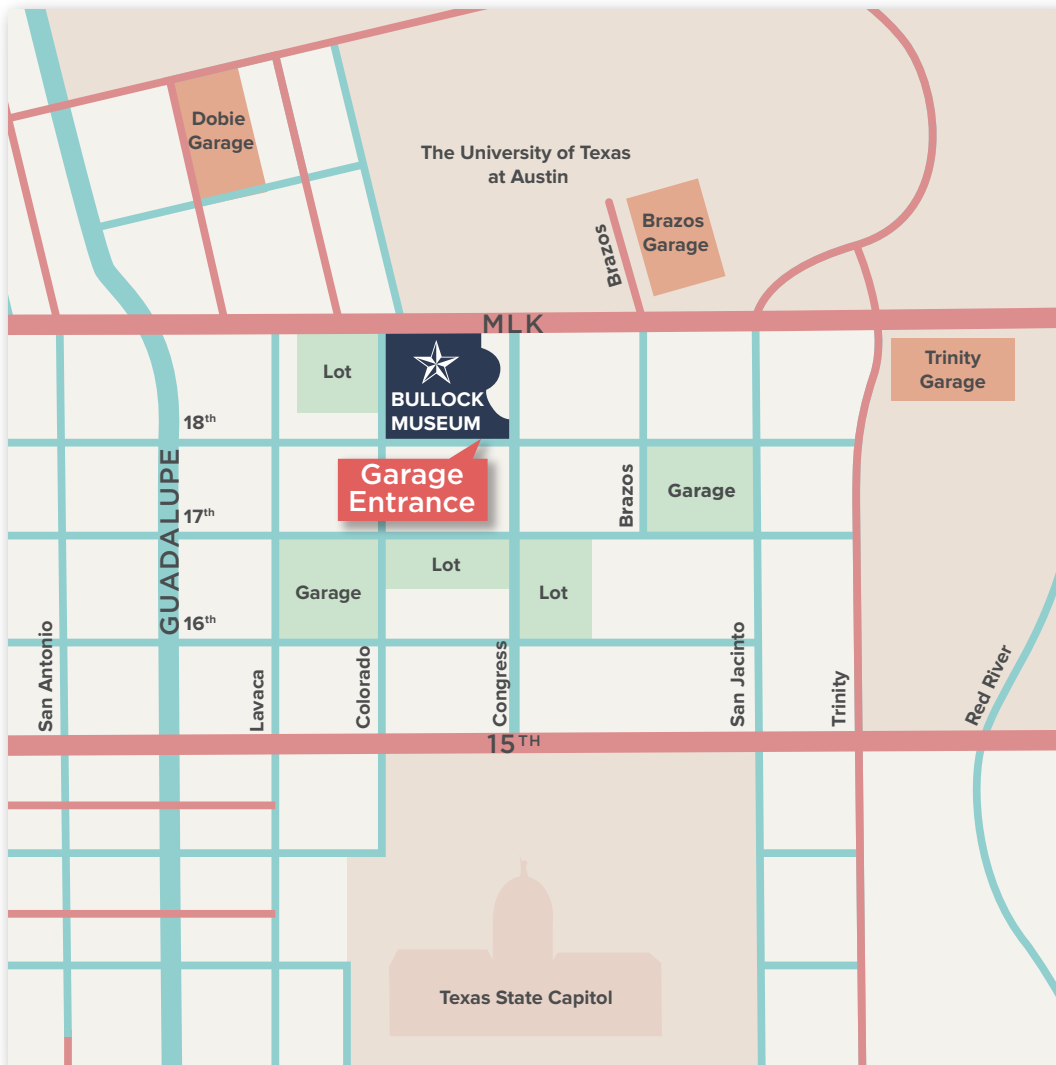 Dobie
Garage
The University of Texas
at Austin
Brazos
Garage
Brazos
MLK
Lot
BULLOCK
MUSEUM
Trinity
Garage
18th
Garage
Entrance
GUADALUPE
Brazos
Garage
17th
Lot
Garage
Lot
16th
San Antonio
Lavaca
Colorado
Congress
San Jacinto
Trinity
Red River
15TH
Texas State Capitol